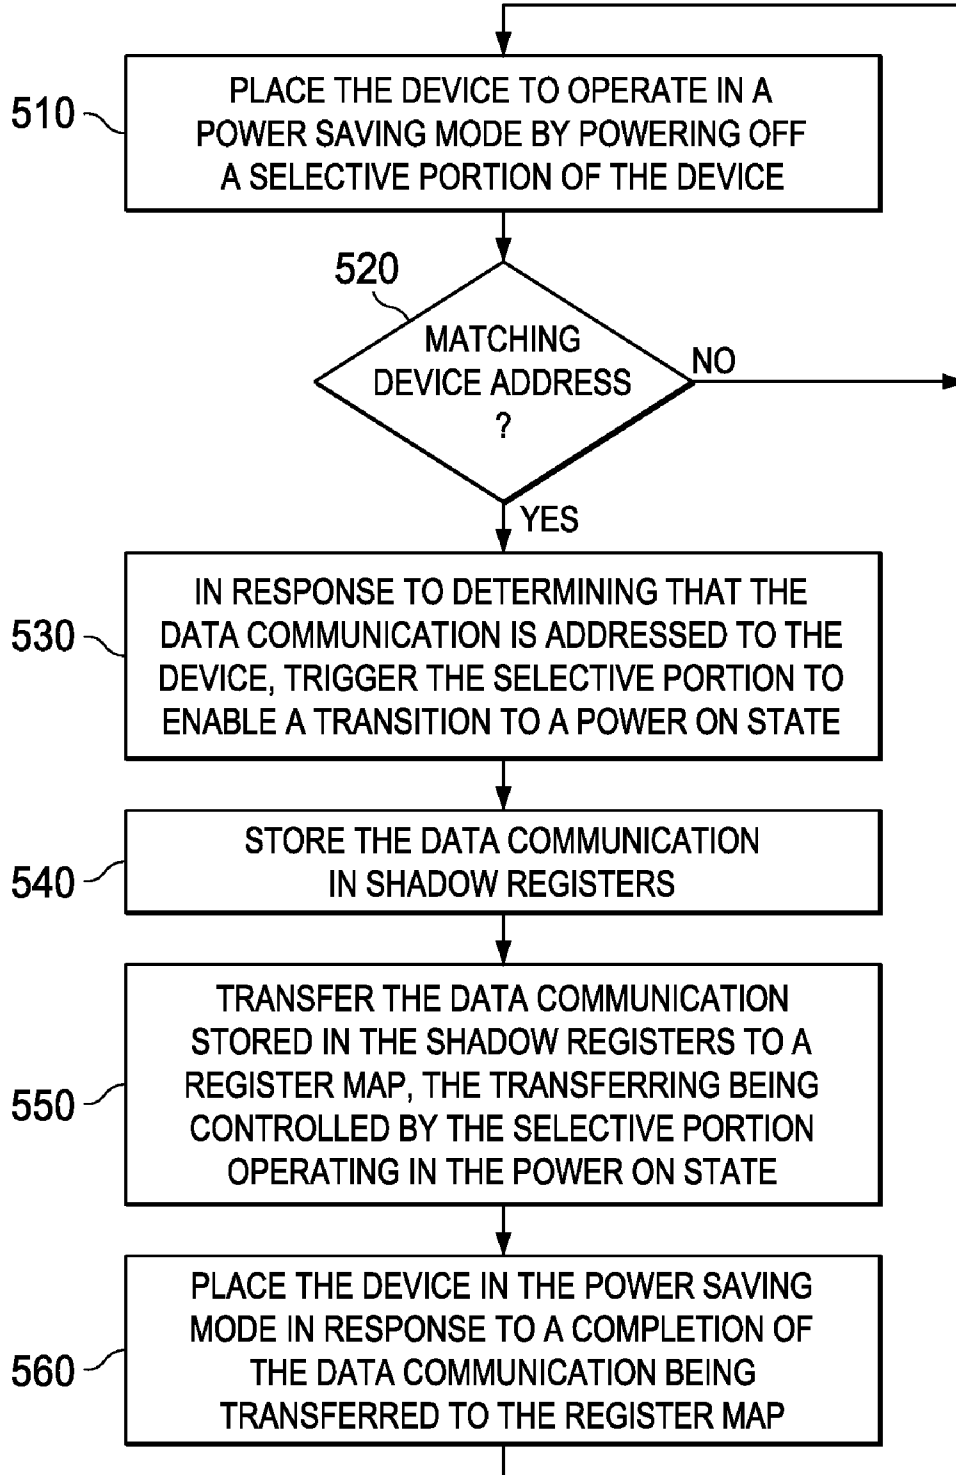 510
PLACE THE DEVICE TO OPERATE IN A
POWER SAVING MODE BY POWERING OFF
A SELECTIVE PORTION OF THE DEVICE
520
MATCHING
DEVICE ADDRESS
?
NO
YES
530
IN RESPONSE TO DETERMINING THAT THE
DATA COMMUNICATION IS ADDRESSED TO THE
DEVICE, TRIGGER THE SELECTIVE PORTION TO
ENABLE A TRANSITION TO A POWER ON STATE
540
STORE THE DATA COMMUNICATION
IN SHADOW REGISTERS
550
TRANSFER THE DATA COMMUNICATION
STORED IN THE SHADOW REGISTERS TO A
REGISTER MAP, THE TRANSFERRING BEING
CONTROLLED BY THE SELECTIVE PORTION
OPERATING IN THE POWER ON STATE
560
PLACE THE DEVICE IN THE POWER SAVING
MODE IN RESPONSE TO A COMPLETION OF
THE DATA COMMUNICATION BEING
TRANSFERRED TO THE REGISTER MAP